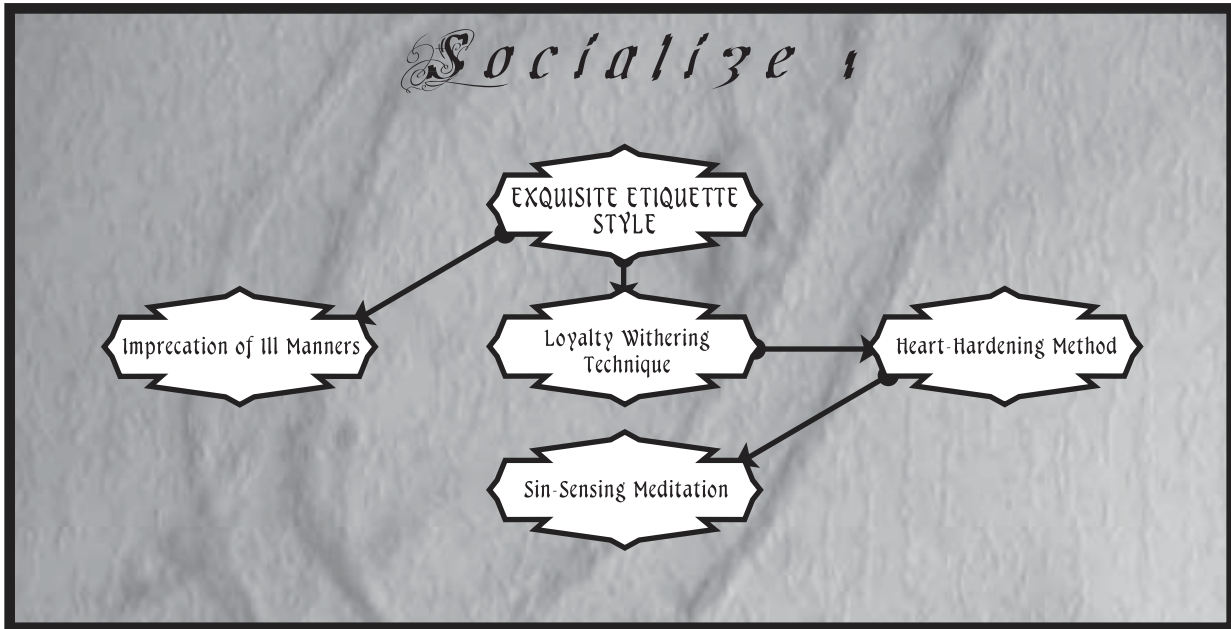 Socialize 1
EXQUISITE ETIQUETTE
STYLE
Imprecation of Ill Manners
Loyalty Withering
Technique
Heart-Hardening Method
Sin-Sensing Meditation